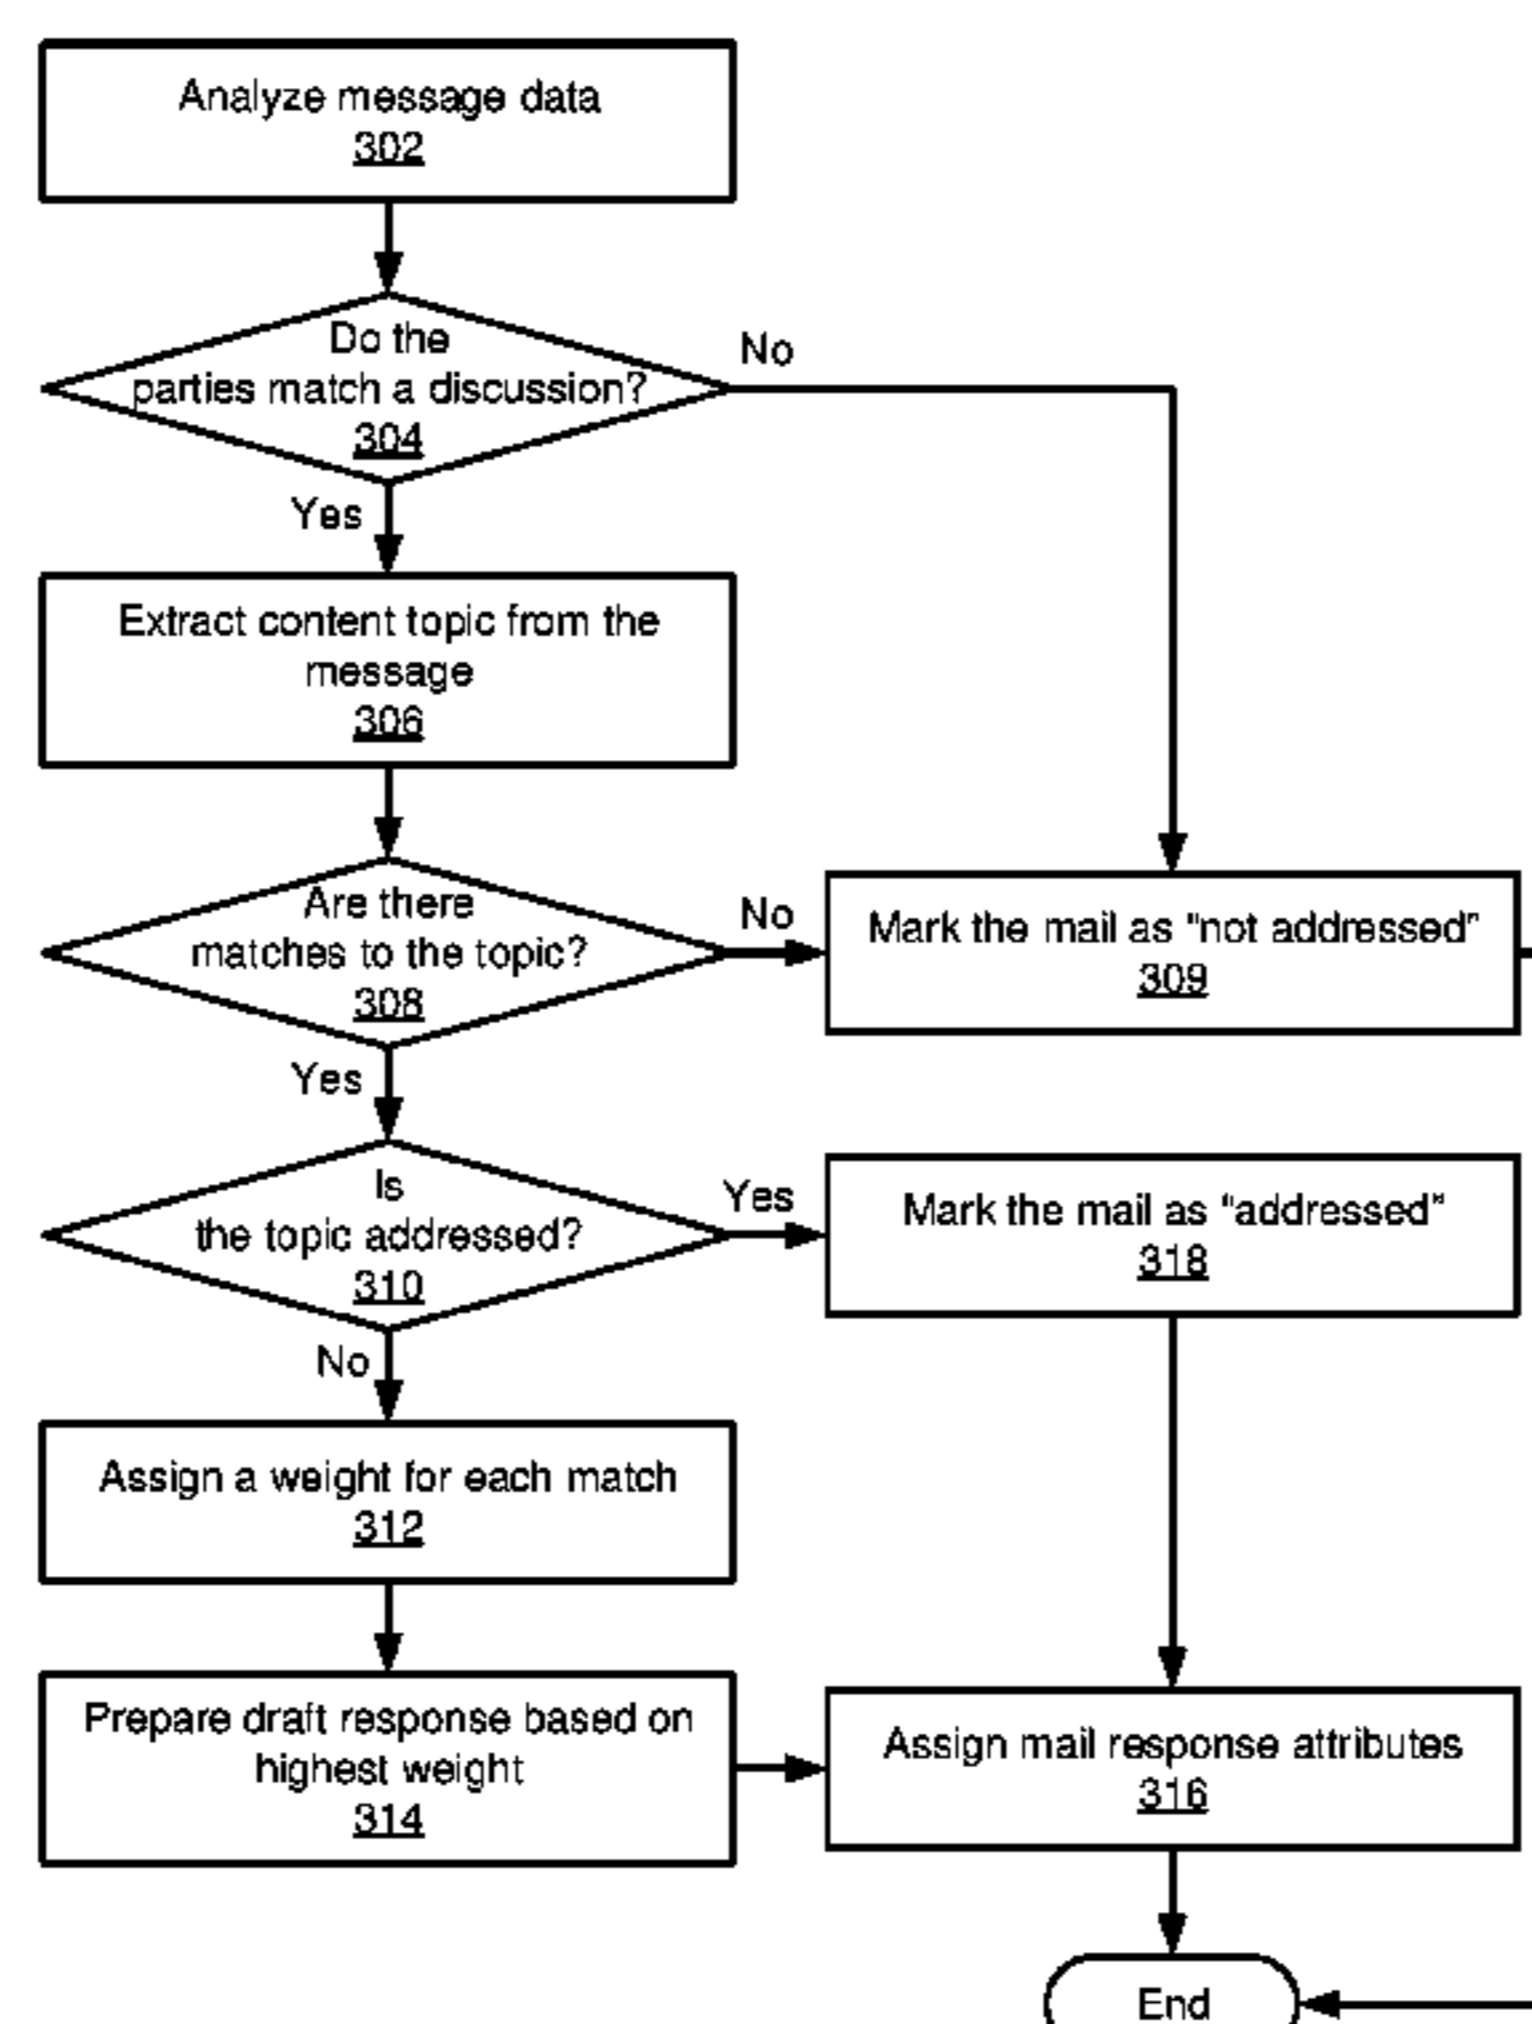 Analyze message data
302
Do the
parties match a discussion?
304
No
Yes
Extract content topic from the
message
306
Are there
matches to the topic?
308
No
Mark the mail as "not addressed"
309
Yes
Is
the topic addressed?
310
Yes
Mark the mail as "addressed"
318
No
Assign a weight for each match
312
Prepare draft response based on
highest weight
314
Assign mail response attributes
316
End